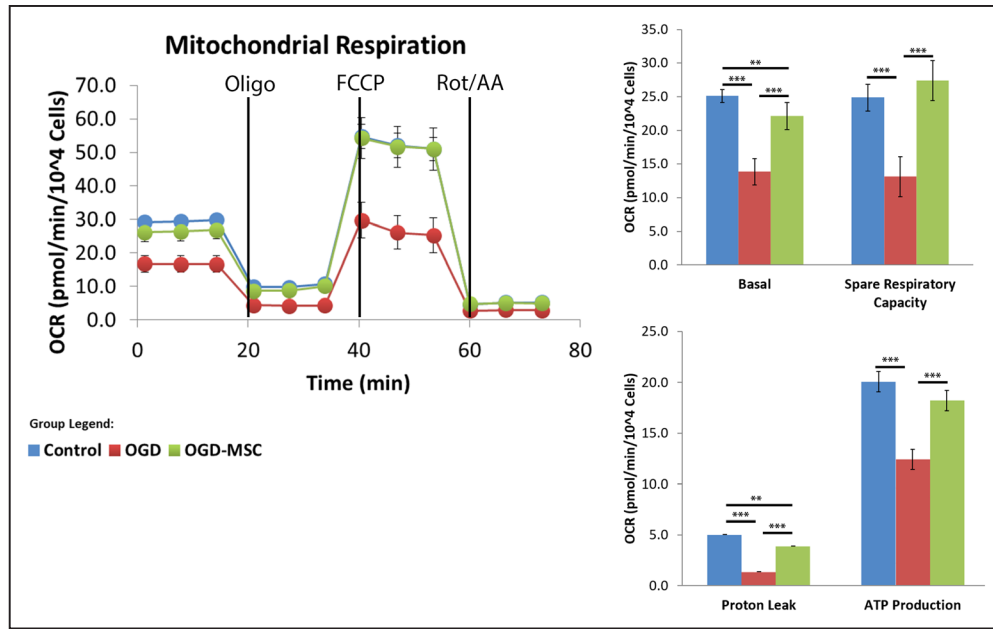 Mitochondrial Respiration
Oligo FCCP Rot/AA
OCR (pmol/min/10^4 Cells)
70.0
60.0
50.0
40.0
30.0
20.0
10.0
0.0
0 20 40 60 80
Time (min)
Group Legend:
Control OGD OGD-MSC
OCR (pmol/min/10^4 Cells)
35.0
30.0
25.0
20.0
15.0
10.0
5.0
0.0
** *** *** *** ***
Basal Spare Respiratory
Capacity
OCR (pmol/min/10^4 Cells)
25.0
20.0
15.0
10.0
5.0
0.0
*** ***
** *** ***
Proton Leak ATP Production